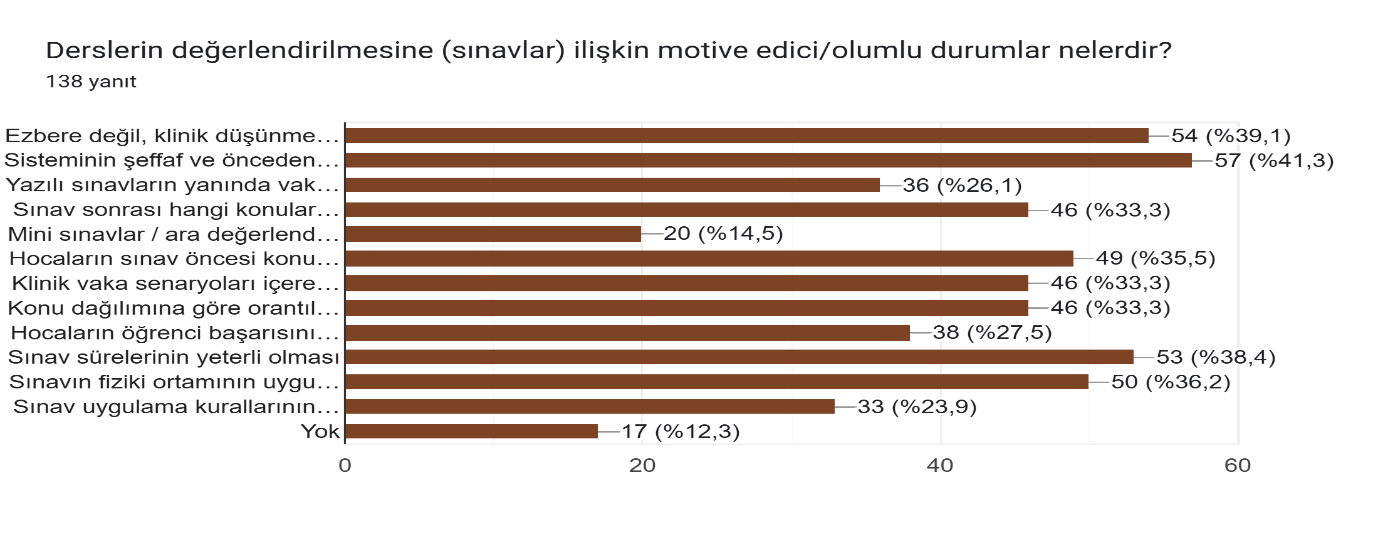 Derslerin değerlendirilmesine (sınavlar) ilişkin motive edici/olumlu durumlar nelerdir?
138 yanıt
Ezbere değil, klinik düşünme… 54 (%39,1)
Sisteminin şeffaf ve önceden… 57 (%41,3)
Yazılı sınavların yanında vak… 36 (%26,1)
Sınav sonrası hangi konular… 46 (%33,3)
Mini sınavlar / ara değerlend… 20 (%14,5)
Hocaların sınav öncesi konu… 49 (%35,5)
Klinik vaka senaryoları içere… 46 (%33,3)
Konu dağılımına göre orantıl… 46 (%33,3)
Hocaların öğrenci başarısını… 38 (%27,5)
Sınav sürelerinin yeterli olması 53 (%38,4)
Sınavın fiziki ortamının uygu… 50 (%36,2)
Sınav uygulama kurallarının… 33 (%23,9)
Yok 17 (%12,3)
0 20 40 60